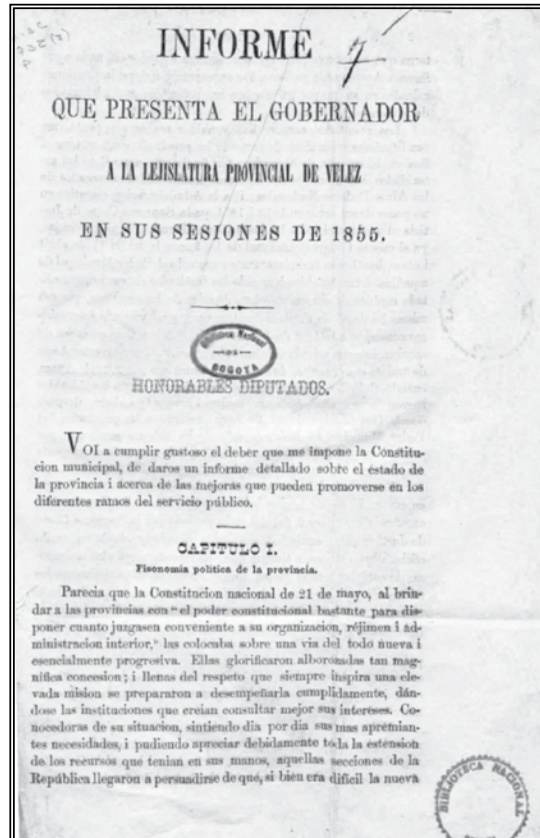 INFORME
7
QUE PRESENTA EL GOBERNADOR
A LA LEJISLATURA PROVINCIAL DE VELEZ
EN SUS SESIONES DE 1855.
Biblioteca Nacional
BOGOTA
HONORABLES DIPUTADOS.
VOI a cumplir gustoso el deber que me impone la Constitu-
cion municipal, de daros un informe detallado sobre el estado de
la provincia i acerca de las mejoras que pueden promoverse en los
diferentes ramos del servicio público.
CAPITULO I.
Fisonomia política de la provincia.
Parecia que la Constitucion nacional de 21 de mayo, al brin-
dar a las provincias con "el poder constitucional bastante para dis-
poner cuanto juzgasen conveniente a su organizacion, réjimen i ad-
ministracion interior," las colocaba sobre una via del todo nueva i
esencialmente progresiva. Ellas glorificaron alborozadas tan mag-
nífica concesion; i llenas del respeto que siempre inspira una ele-
vada mision se prepararon a desempeñarla cumplidamente, dán-
dose las instituciones que creian consultar mejor sus intereses. Co-
nocedoras de su situacion, sintiendo dia por dia sus mas apremian-
tes necesidades, i pudiendo apreciar debidamente toda la estension
de los recursos que tenian en sus manos, aquellas secciones de la
República llegaron a persuadirse de que, si bien era difícil la nueva
BIBLIOTECA NACIONAL